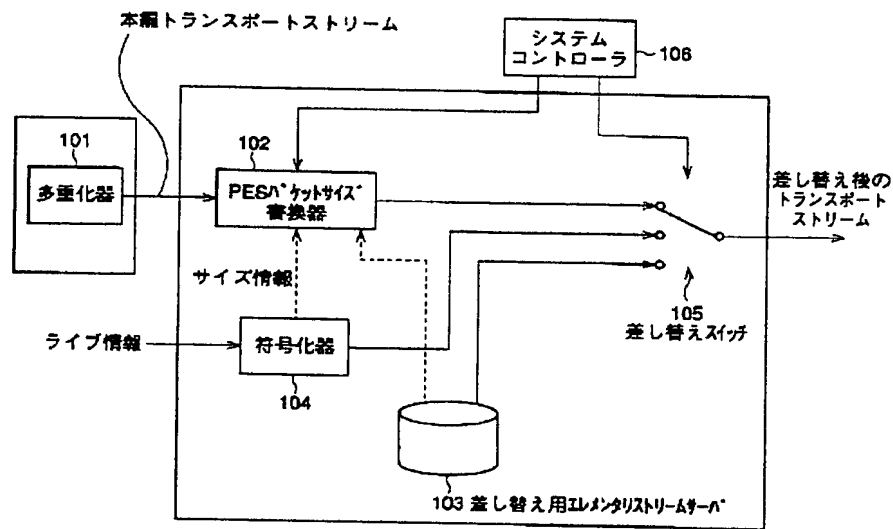 本編トランスポートストリーム
システム
コントローラ
106
101
多重化器
102
PESパケットサイズ
書換器
差し替え後の
トランスポート
ストリーム
サイズ情報
105
差し替えスイッチ
ライブ情報
符号化器
104
103 差し替え用エレメンタリストリームサーバ